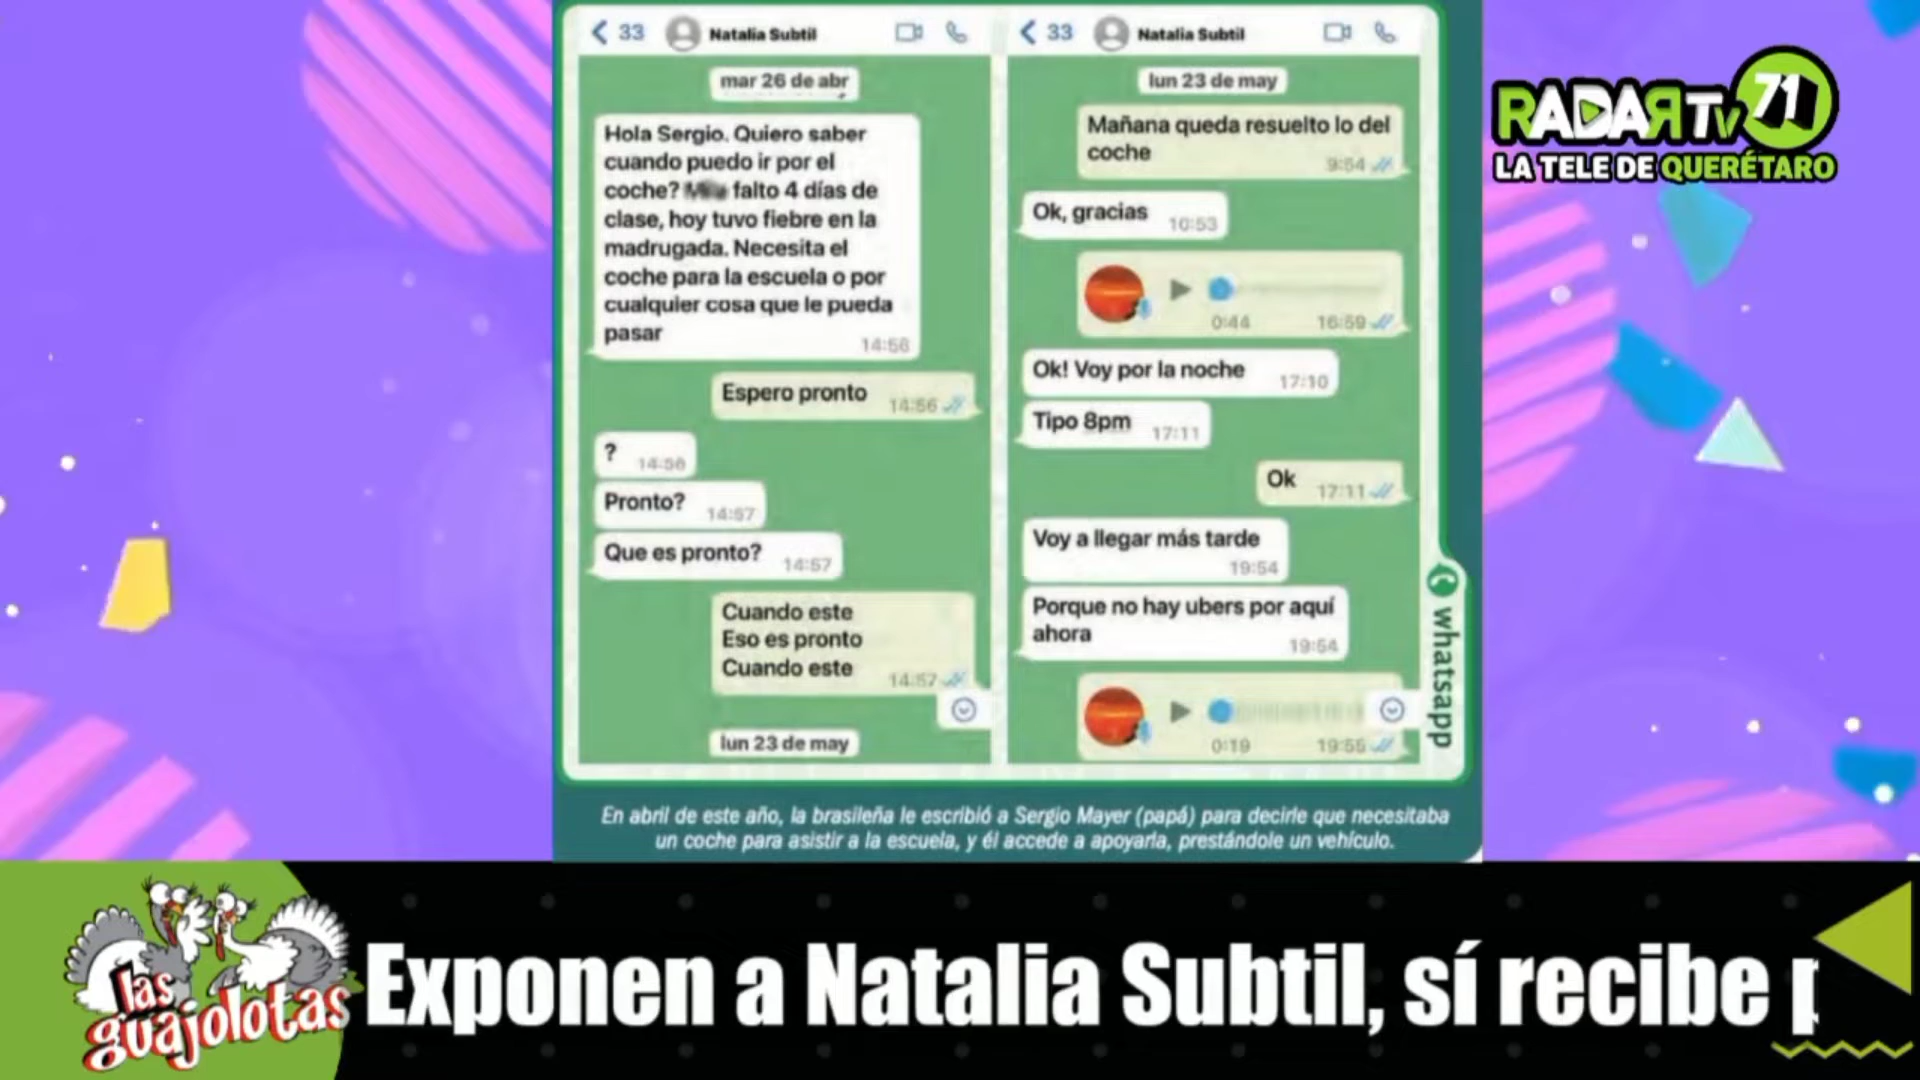 33
Natalia Subtil
mar 26 de abr
Hola Sergio. Quiero saber
cuando puedo ir por el
coche? falto 4 días de
clase, hoy tuvo fiebre en la
madrugada. Necesita el
coche para la escuela o por
cualquier cosa que le pueda
pasar
14:56
Espero pronto
14:56
?
14:56
Pronto?
14:57
Que es pronto?
14:57
Cuando este
Eso es pronto
Cuando este
14:57
lun 23 de may
33
Natalia Subtil
lun 23 de may
Mañana queda resuelto lo del
coche
9:54
Ok, gracias
10:53
0:44
16:59
Ok! Voy por la noche
17:10
Tipo 8pm
17:11
Ok
17:11
Voy a llegar más tarde
19:54
Porque no hay ubers por aquí
ahora
19:54
0:19
19:55
whatsapp
En abril de este año, la brasileña le escribió a Sergio Mayer (papá) para decirle que necesitaba
un coche para asistir a la escuela, y él accede a apoyarla, prestándole un vehículo.
RADAR TV 71
LA TELE DE QUERÉTARO
las
guajolotas
Exponen a Natalia Subtil, sí recibe